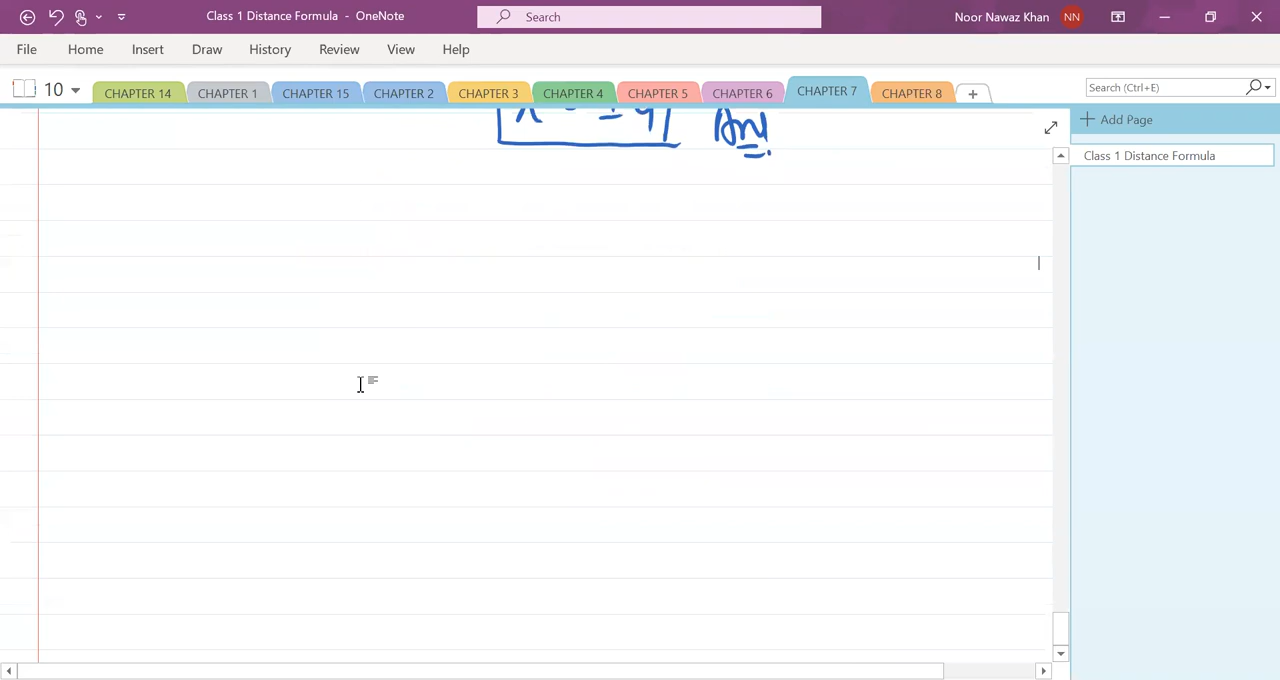 Class 1 Distance Formula - OneNote
Search
Noor Nawaz Khan
NN
File
Home
Insert
Draw
History
Review
View
Help
10
CHAPTER 14
CHAPTER 1
CHAPTER 15
CHAPTER 2
CHAPTER 3
CHAPTER 4
CHAPTER 5
CHAPTER 6
CHAPTER 7
CHAPTER 8
+
Search (Ctrl+E)
Add Page
Class 1 Distance Formula
Ans.